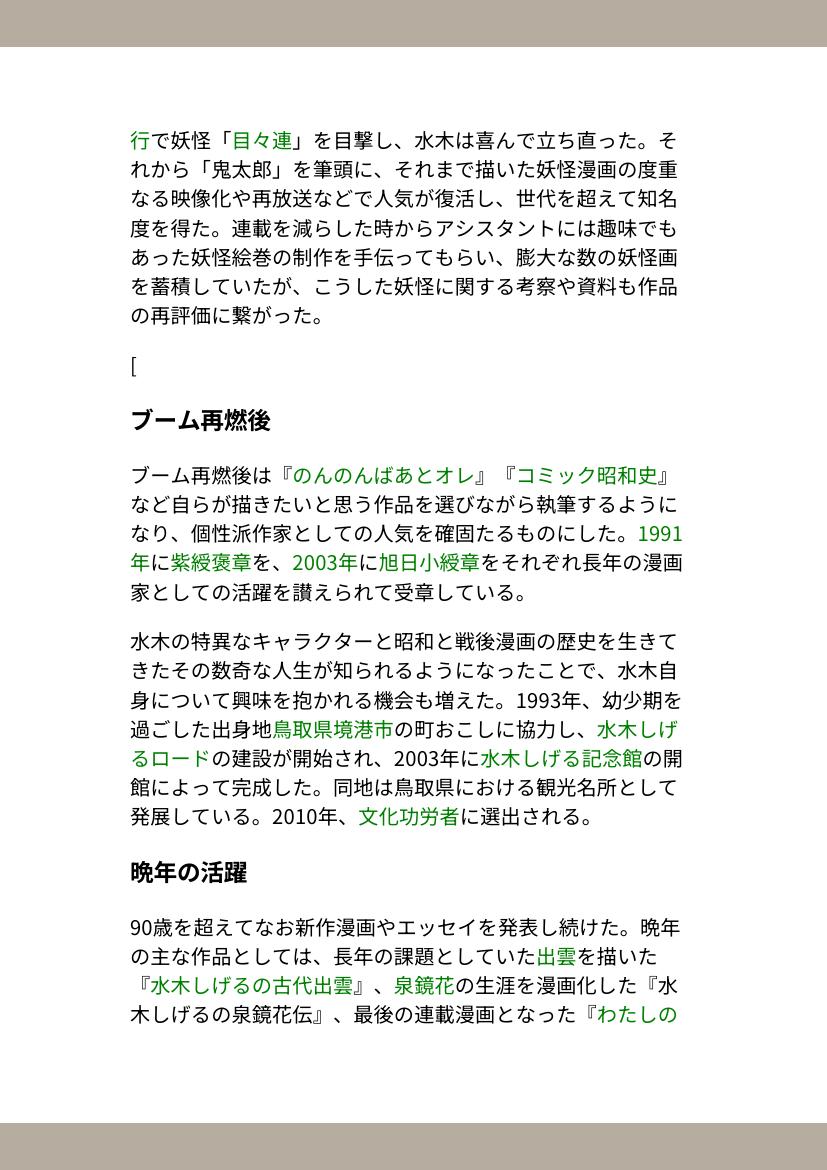 行で妖怪「目々連」を目撃し、水木は喜んで立ち直った。そ
れから「鬼太郎」を筆頭に、それまで描いた妖怪漫画の度重
なる映像化や再放送などで人気が復活し、世代を超えて知名
度を得た。連載を減らした時からアシスタントには趣味でも
あった妖怪絵巻の制作を手伝ってもらい、膨大な数の妖怪画
を蓄積していたが、こうした妖怪に関する考察や資料も作品
の再評価に繋がった。
[
ブーム再燃後
ブーム再燃後は『のんのんばあとオレ』『コミック昭和史』
など自らが描きたいと思う作品を選びながら執筆するように
なり、個性派作家としての人気を確固たるものにした。1991
年に紫綬褒章を、2003年に旭日小綬章をそれぞれ長年の漫画
家としての活躍を讃えられて受章している。
水木の特異なキャラクターと昭和と戦後漫画の歴史を生きて
きたその数奇な人生が知られるようになったことで、水木自
身について興味を抱かれる機会も増えた。1993年、幼少期を
過ごした出身地鳥取県境港市の町おこしに協力し、水木しげ
るロードの建設が開始され、2003年に水木しげる記念館の開
館によって完成した。同地は鳥取県における観光名所として
発展している。2010年、文化功労者に選出される。
晩年の活躍
90歳を超えてなお新作漫画やエッセイを発表し続けた。晩年
の主な作品としては、長年の課題としていた出雲を描いた
『水木しげるの古代出雲』、泉鏡花の生涯を漫画化した『水
木しげるの泉鏡花伝』、最後の連載漫画となった『わたしの